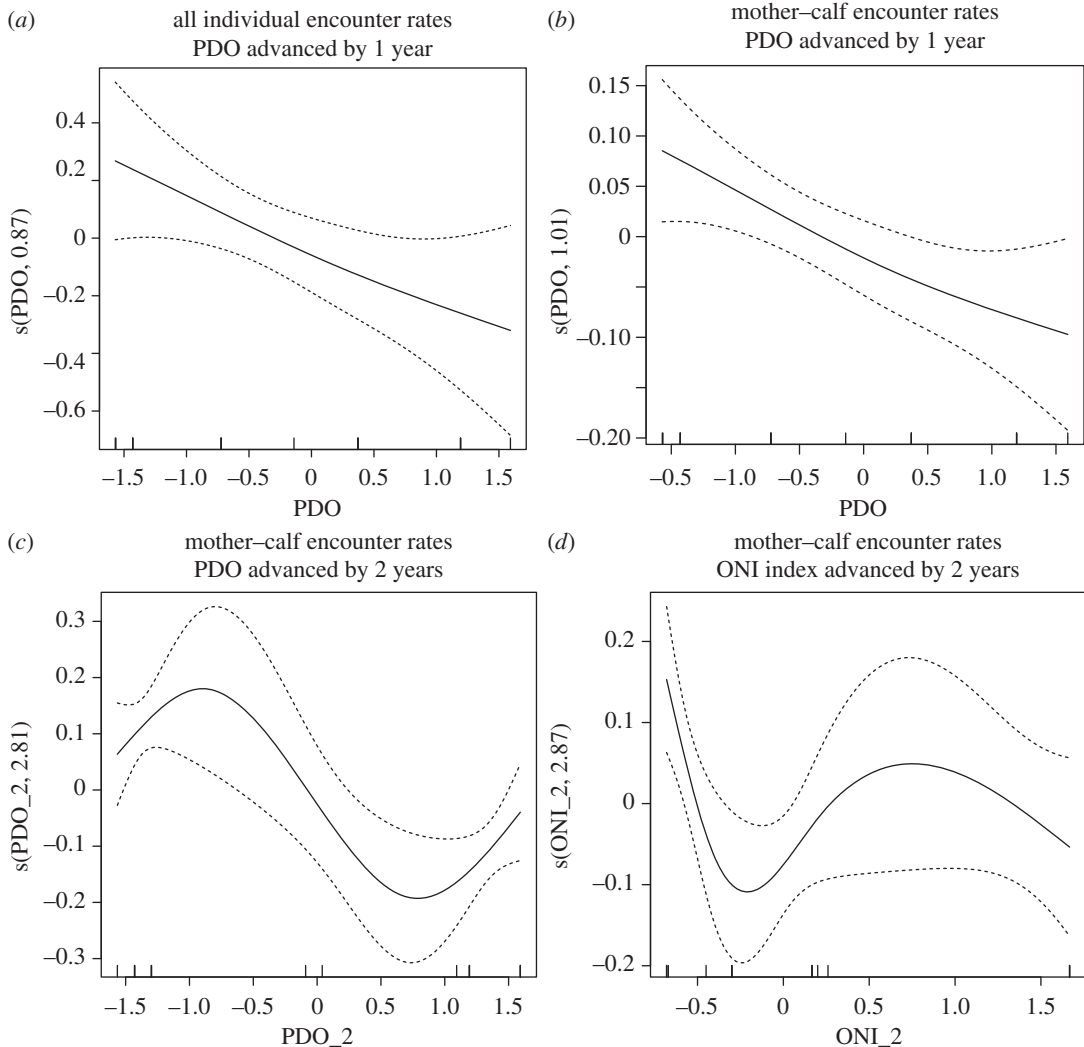 (a)
all individual encounter rates
PDO advanced by 1 year
s(PDO, 0.87)
0.4
0.2
0
–0.2
–0.4
–0.6
–1.5 –1.0 –0.5 0 0.5 1.0 1.5
PDO
(b)
mother–calf encounter rates
PDO advanced by 1 year
s(PDO, 1.01)
0.15
0.10
0.05
0
–0.10
–0.20
–0.5 –1.0 –0.5 0 0.5 1.0 1.5
PDO
(c)
mother–calf encounter rates
PDO advanced by 2 years
s(PDO_2, 2.81)
0.3
0.2
0.1
0
–0.1
–0.2
–0.3
–1.5 –1.0 –0.5 0 0.5 1.0 1.5
PDO_2
(d)
mother–calf encounter rates
ONI index advanced by 2 years
s(ONI_2, 2.87)
0.2
0.1
0
–0.1
–0.2
–0.5 0 0.5 1.0 1.5
ONI_2